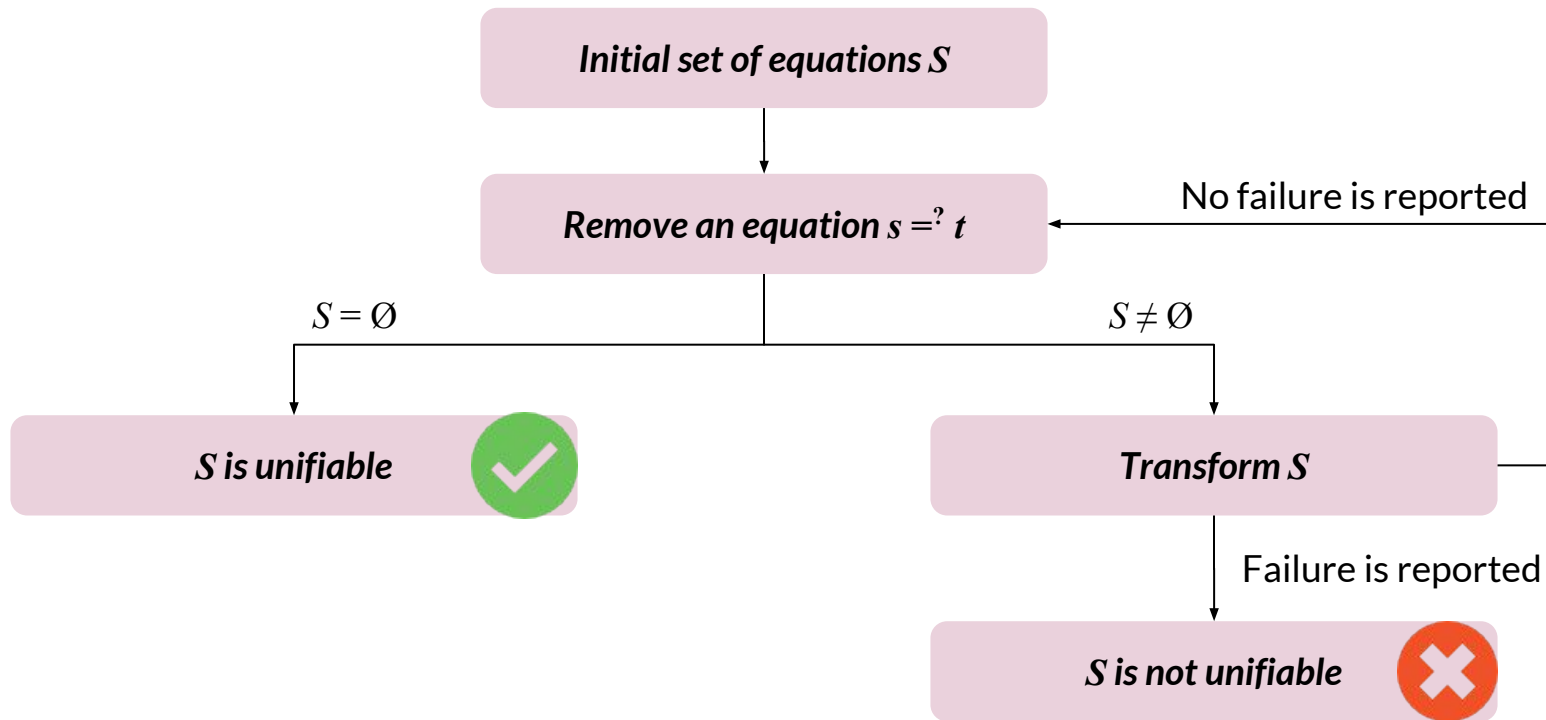 Initial set of equations S
No failure is reported
Remove an equation s =? t
S = Ø
S ≠ Ø
S is unifiable
Transform S
Failure is reported
S is not unifiable